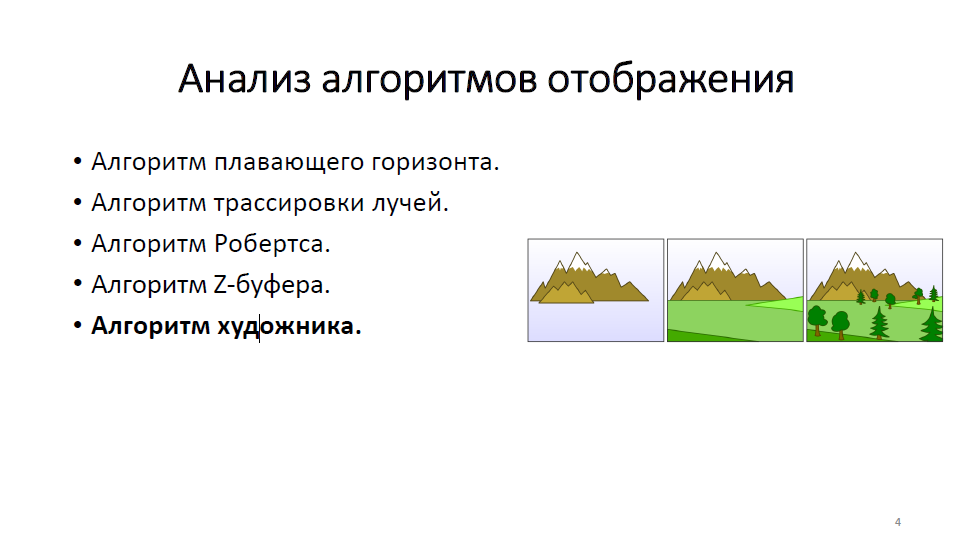 Анализ алгоритмов отображения
• Алгоритм плавающего горизонта.
• Алгоритм трассировки лучей.
• Алгоритм Робертса.
• Алгоритм Z-буфера.
• Алгоритм художника.
4